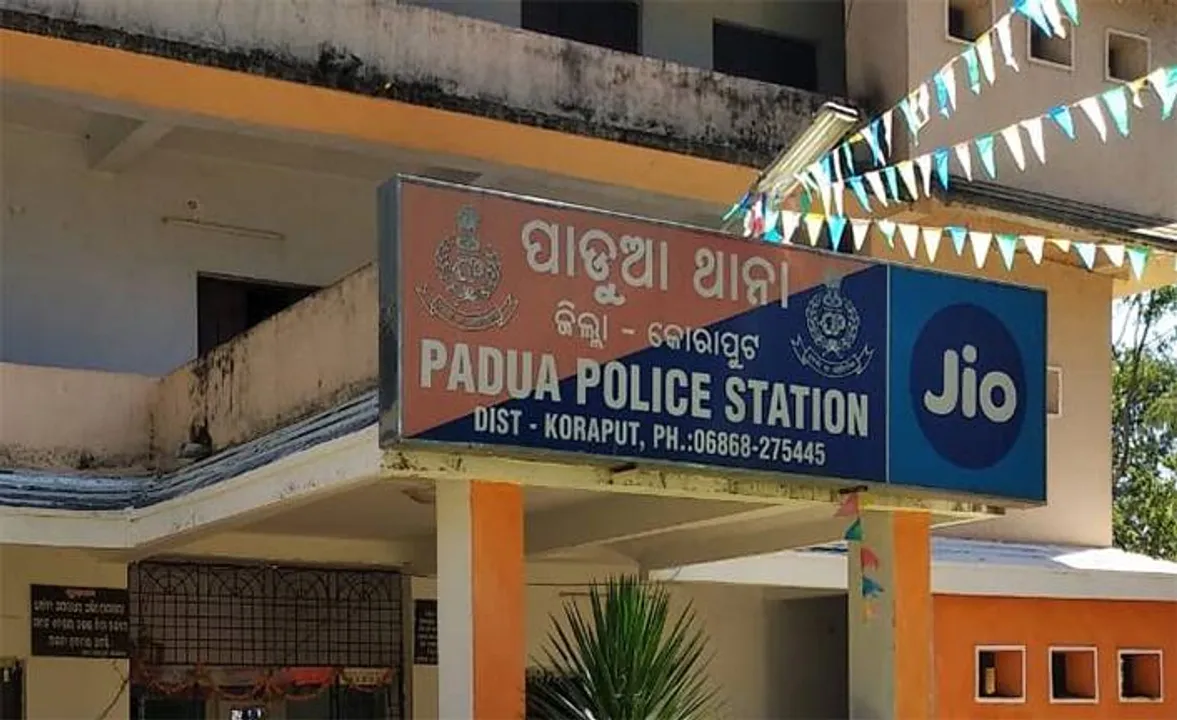 ପାଡୁଆ ଥାନା
ଜିଲ୍ଲା - କୋରାପୁଟ
PADUA POLICE STATION
DIST - KORAPUT, PH.:06868-275445
Jio